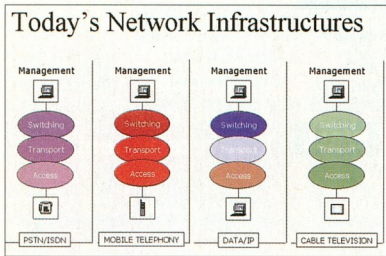 Today's Network Infrastructures
Management Management Management Management
Switching Switching Switching Switching
Transport Transport Transport Transport
Access Access Access Access
PSTN/ISDN MOBILE TELEPHONY DATA/IP CABLE TELEVISION